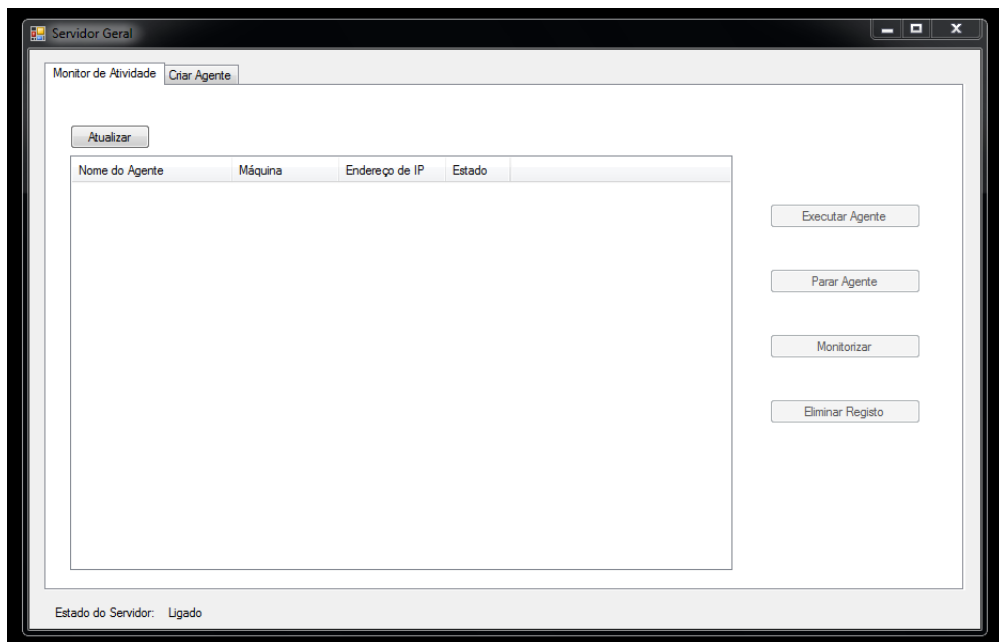 Servidor Geral
Monitor de Atividade
Criar Agente
Atualizar
Nome do Agente Máquina Endereço de IP Estado
Executar Agente
Parar Agente
Monitorizar
Eliminar Registo
Estado do Servidor: Ligado